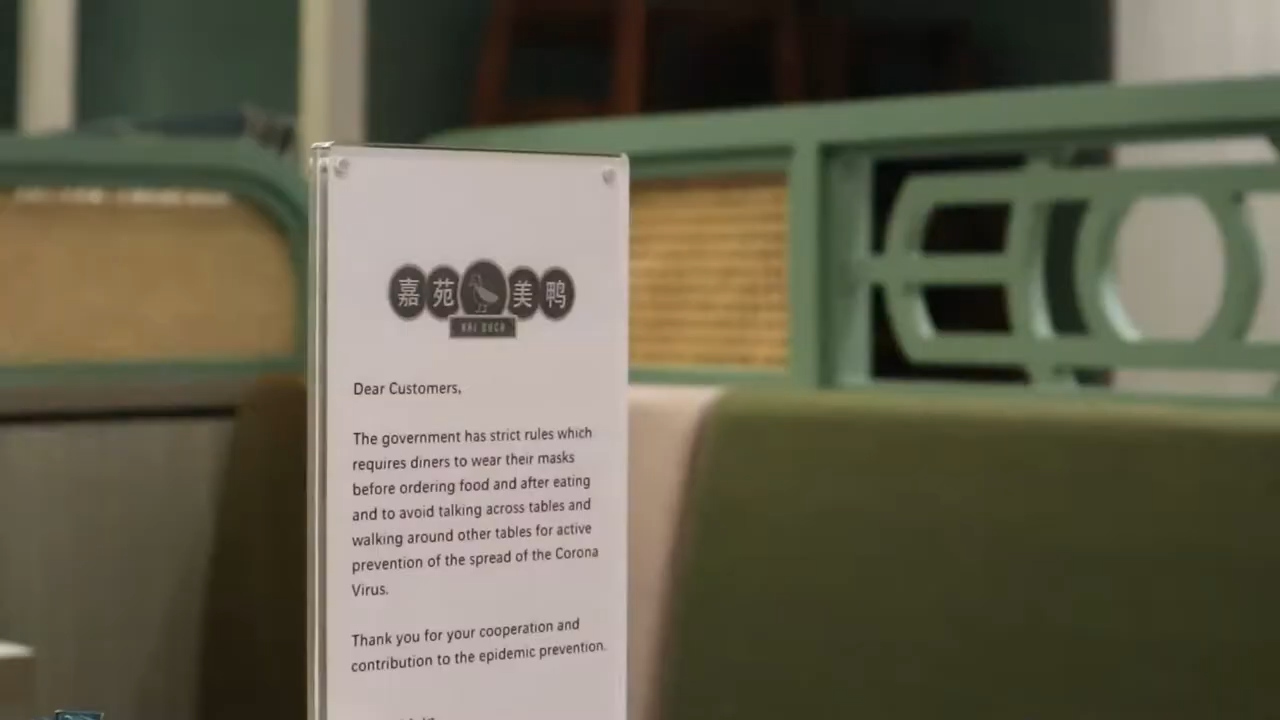 嘉苑美鸭
KAI DUCK
Dear Customers,
The government has strict rules which
requires diners to wear their masks
before ordering food and after eating
and to avoid talking across tables and
walking around other tables for active
prevention of the spread of the Corona
Virus.
Thank you for your cooperation and
contribution to the epidemic prevention.